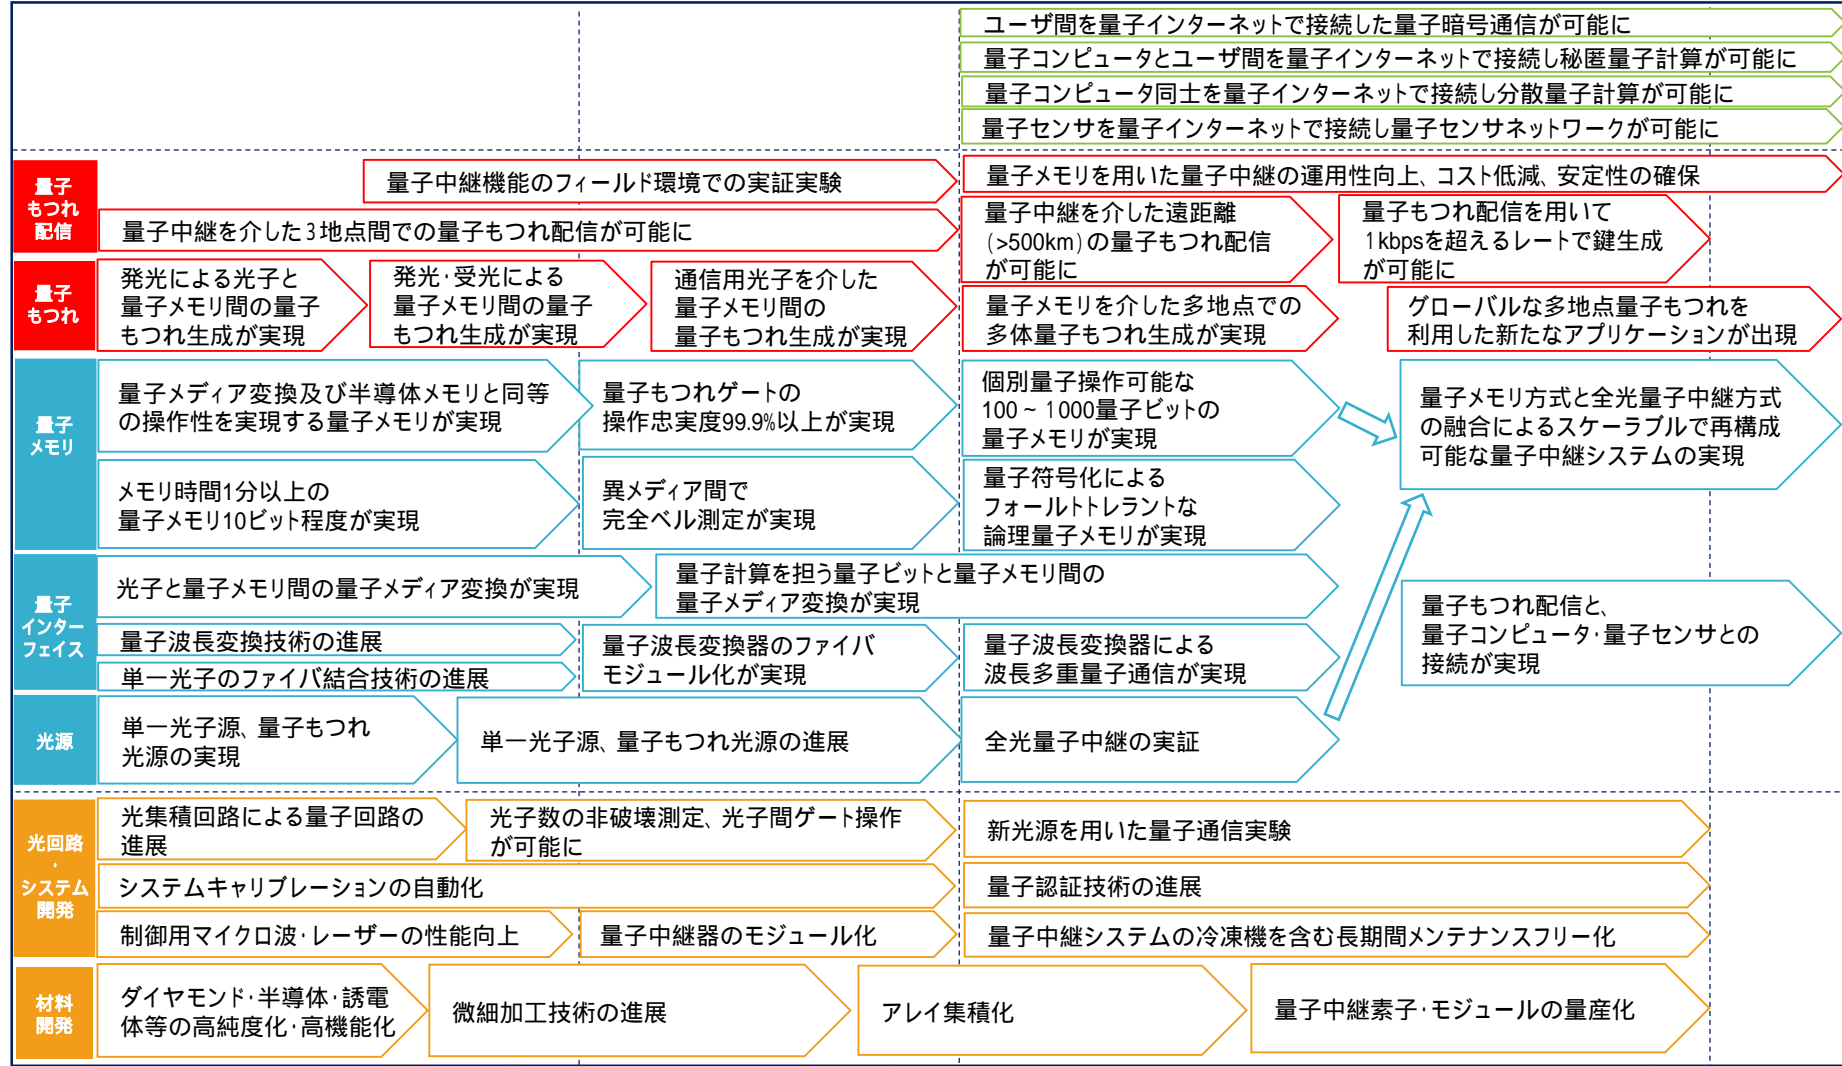 ユーザ間を量子インターネットで接続した量子暗号通信が可能に
量子コンピュータとユーザ間を量子インターネットで接続し秘匿量子計算が可能に
量子コンピュータ同士を量子インターネットで接続し分散量子計算が可能に
量子センサを量子インターネットで接続し量子センサネットワークが可能に
量子
もつれ
配信
量子中継機能のフィールド環境での実証実験
量子メモリを用いた量子中継の運用性向上、コスト低減、安定性の確保
量子中継を介した3地点間での量子もつれ配信が可能に
量子中継を介した遠距離
(>500km)の量子もつれ配信
が可能に
量子もつれ配信を用いて
1kbpsを超えるレートで鍵生成
が可能に
量子
もつれ
発光による光子と
量子メモリ間の量子
もつれ生成が実現
発光・受光による
量子メモリ間の量子
もつれ生成が実現
通信用光子を介した
量子メモリ間の
量子もつれ生成が実現
量子メモリを介した多地点での
多体量子もつれ生成が実現
グローバルな多地点量子もつれを
利用した新たなアプリケーションが出現
量子
メモリ
量子メディア変換及び半導体メモリと同等
の操作性を実現する量子メモリが実現
量子もつれゲートの
操作忠実度99.9%以上が実現
個別量子操作可能な
100~1000量子ビットの
量子メモリが実現
量子メモリ方式と全光量子中継方式
の融合によるスケーラブルで再構成
可能な量子中継システムの実現
メモリ時間1分以上の
量子メモリ10ビット程度が実現
異メディア間で
完全ベル測定が実現
量子符号化による
フォールトトレラントな
論理量子メモリが実現
量子
インター
フェイス
光子と量子メモリ間の量子メディア変換が実現
量子計算を担う量子ビットと量子メモリ間の
量子メディア変換が実現
量子もつれ配信と、
量子コンピュータ・量子センサとの
接続が実現
量子波長変換技術の進展
単一光子のファイバ結合技術の進展
量子波長変換器のファイバ
モジュール化が実現
量子波長変換器による
波長多重量子通信が実現
光源
単一光子源、量子もつれ
光源の実現
単一光子源、量子もつれ光源の進展
全光量子中継の実証
光回路
・
システム
開発
光集積回路による量子回路の
進展
光子数の非破壊測定、光子間ゲート操作
が可能に
新光源を用いた量子通信実験
システムキャリブレーションの自動化
量子認証技術の進展
制御用マイクロ波・レーザーの性能向上
量子中継器のモジュール化
量子中継システムの冷凍機を含む長期間メンテナンスフリー化
材料
開発
ダイヤモンド・半導体・誘電
体等の高純度化・高機能化
微細加工技術の進展
アレイ集積化
量子中継素子・モジュールの量産化